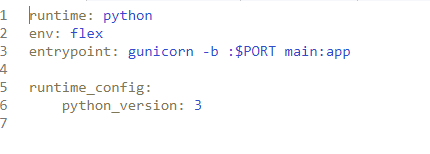 1 runtime: python
2 env: flex
3 entrypoint: gunicorn -b :$PORT main:app
4
5 runtime_config:
6     python_version: 3
7